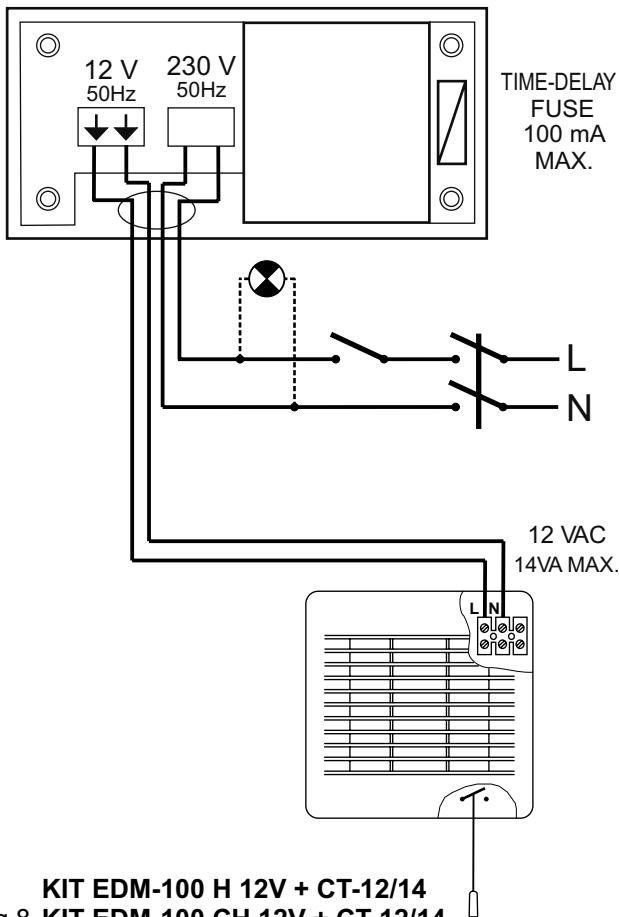 12 V
50Hz
230 V
50Hz
TIME-DELAY
FUSE
100 mA
MAX.
L
N
12 VAC
14VA MAX.
L N
KIT EDM-100 H 12V + CT-12/14
8 KIT EDM-100 CH 12V + CT-12/14